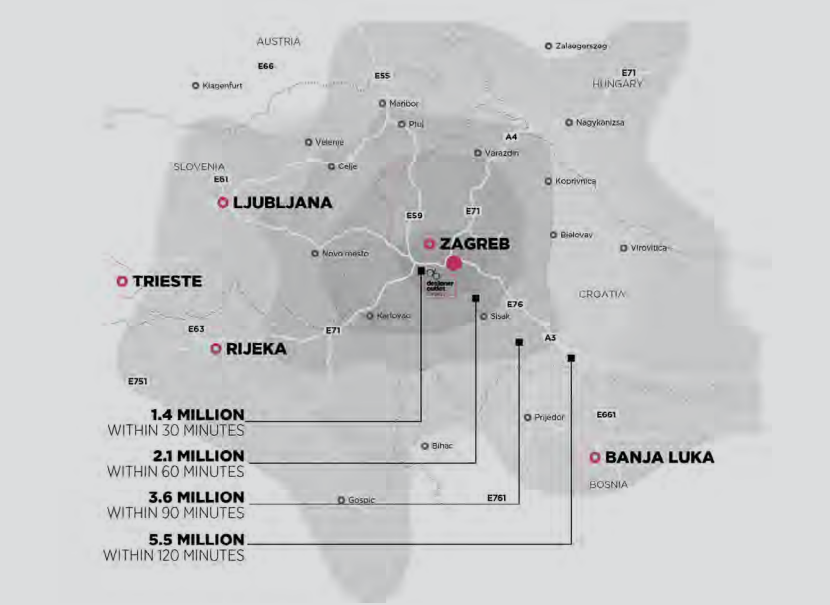 AUSTRIA
E66
E55
Zalaegerszeg
E71
HUNGARY
Klagenfurt
Maribor
Ptuj
Nagykanizsa
A4
Velenje
Varazdin
SLOVENIA
Celje
E61
Koprivnica
LJUBLJANA
E59
E71
ZAGREB
Bjelovav
Virovitica
Novo mesto
TRIESTE
designer
outlet
CROATIA
E76
Karlovac
Sisak
E63
E71
A3
RIJEKA
E751
1.4 MILLION
WITHIN 30 MINUTES
Prijedor
E661
2.1 MILLION
WITHIN 60 MINUTES
Bihac
BANJA LUKA
BOSNIA
3.6 MILLION
WITHIN 90 MINUTES
Gospic
E761
5.5 MILLION
WITHIN 120 MINUTES